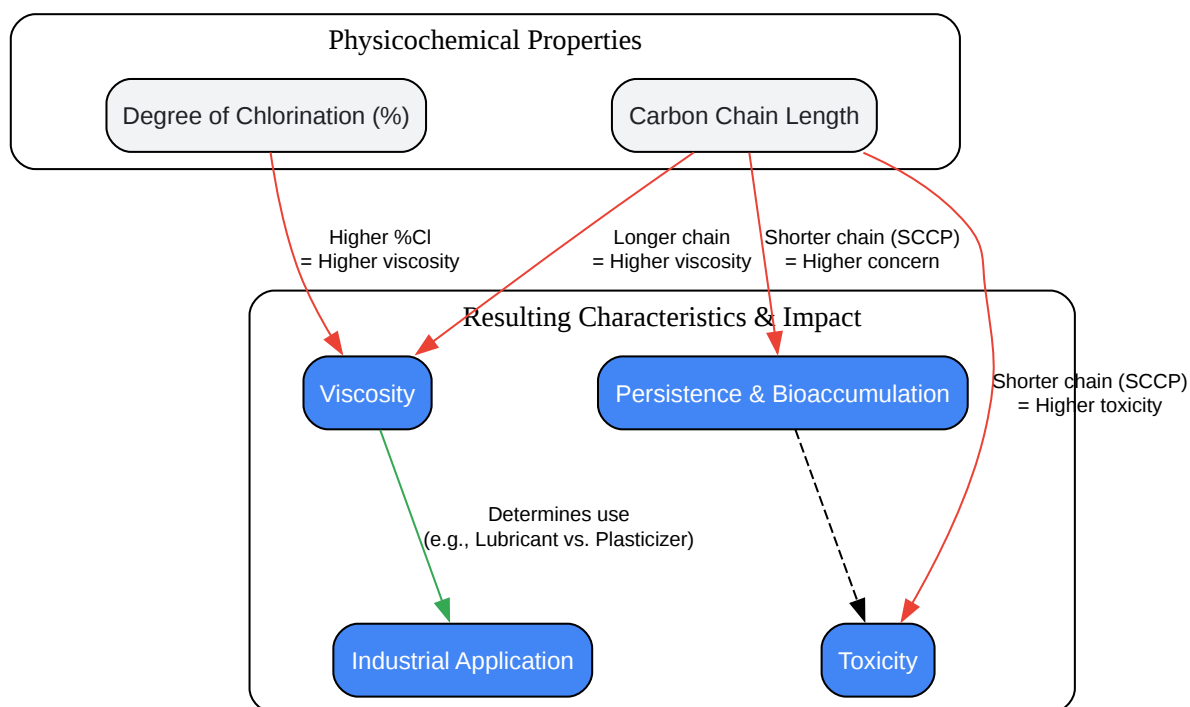 Physicochemical Properties
Degree of Chlorination (%)
Carbon Chain Length
Higher %Cl
= Higher viscosity
Longer chain
= Higher viscosity
Shorter chain (SCCP)
= Higher concern
Resulting Characteristics & Impact
Viscosity
Persistence & Bioaccumulation
Shorter chain (SCCP)
= Higher toxicity
Determines use
(e.g., Lubricant vs. Plasticizer)
Industrial Application
Toxicity